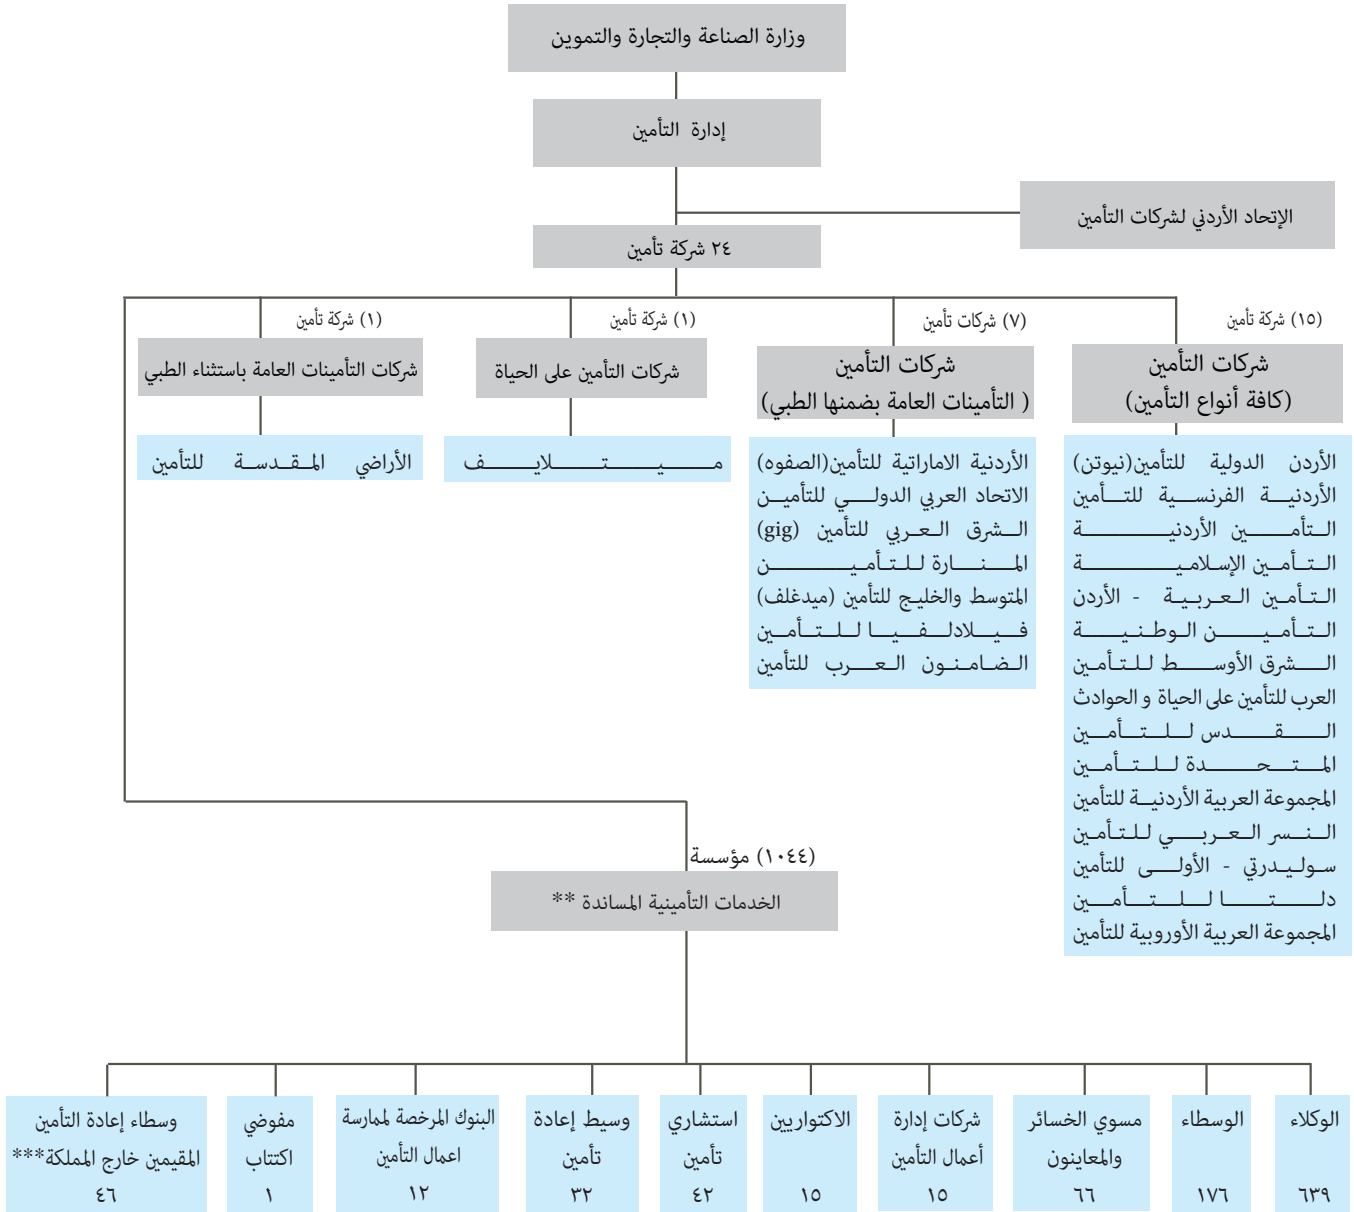 وزارة الصناعة والتجارة والتموين
إدارة التأمين
الإتحاد الأردني لشركات التأمين
٢٤ شركة تأمين
(١٥) شركة تأمين
شركات التأمين
(كافة أنواع التأمين)
الأردن الدولية للتأمين(نيوتن)
الأردنية الفرنسية للتأمين
التأمين الأردنية
التأمين الإسلامية
التأمين العربية - الأردن
التأمين الوطنية
الشرق الأوسط للتأمين
العرب للتأمين على الحياة و الحوادث
القدس للتأمين
المتحدة للتأمين
المجموعة العربية الأردنية للتأمين
النسر العربي للتأمين
سوليدرتي - الأولى للتأمين
دلتا للتأمين
المجموعة العربية الأوروبية للتأمين
(٧) شركات تأمين
شركات التأمين
( التأمينات العامة بضمنها الطبي)
الأردنية الاماراتية للتأمين(الصفوه)
الاتحاد العربي الدولي للتأمين
الشرق العربي للتأمين (gig)
المنارة للتأمين
المتوسط والخليج للتأمين (ميدغلف)
فيلادلفيا للتأمين
الضامنون العرب للتأمين
(١) شركة تأمين
شركات التأمين على الحياة
ميتلايف
(١) شركة تأمين
شركات التأمينات العامة باستثناء الطبي
الأراضي المقدسة للتأمين
(١٠٤٤) مؤسسة
الخدمات التأمينية المساندة **
الوكلاء
٦٣٩
الوسطاء
١٧٦
مسوي الخسائر
والمعاينون
٦٦
شركات إدارة
أعمال التأمين
١٥
الاكتواريين
١٥
استشاري
تأمين
٤٢
وسيط إعادة
تأمين
٣٢
البنوك المرخصة لممارسة
اعمال التأمين
١٢
مفوضي
اكتتاب
١
وسطاء إعادة التأمين
المقيمين خارج المملكة***
٤٦